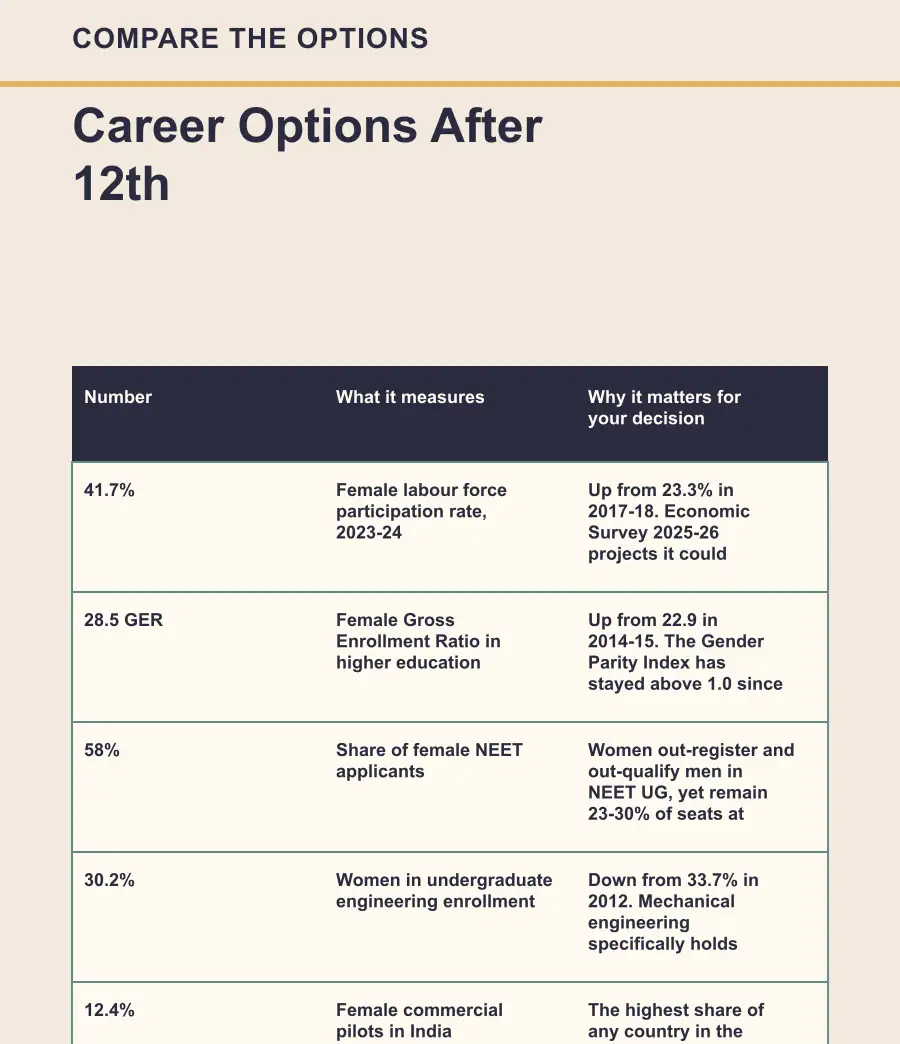 COMPARE THE OPTIONS
Career Options After
12th
Number
What it measures
Why it matters for
your decision
41.7%
Female labour force
participation rate,
2023-24
Up from 23.3% in
2017-18. Economic
Survey 2025-26
projects it could
28.5 GER
Female Gross
Enrollment Ratio in
higher education
Up from 22.9 in
2014-15. The Gender
Parity Index has
stayed above 1.0 since
58%
Share of female NEET
applicants
Women out-register and
out-qualify men in
NEET UG, yet remain
23-30% of seats at
30.2%
Women in undergraduate
engineering enrollment
Down from 33.7% in
2012. Mechanical
engineering
specifically holds
12.4%
Female commercial
pilots in India
The highest share of
any country in the